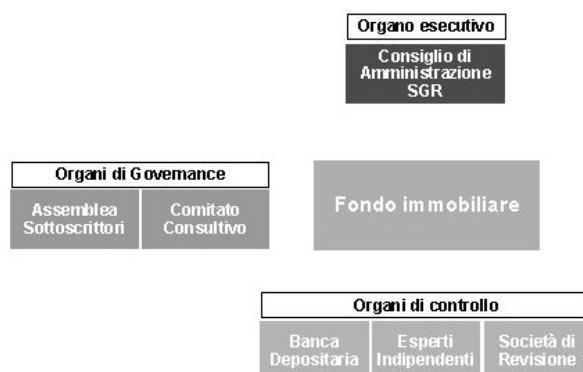 Organo esecutivo
Consiglio di
Amministrazione
SGR
Organi di Governance
Assemblea
Sottoscrittori
Comitato
Consultivo
Fondo immobiliare
Organi di controllo
Banca
Depositaria
Esperti
Indipendenti
Società di
Revisione